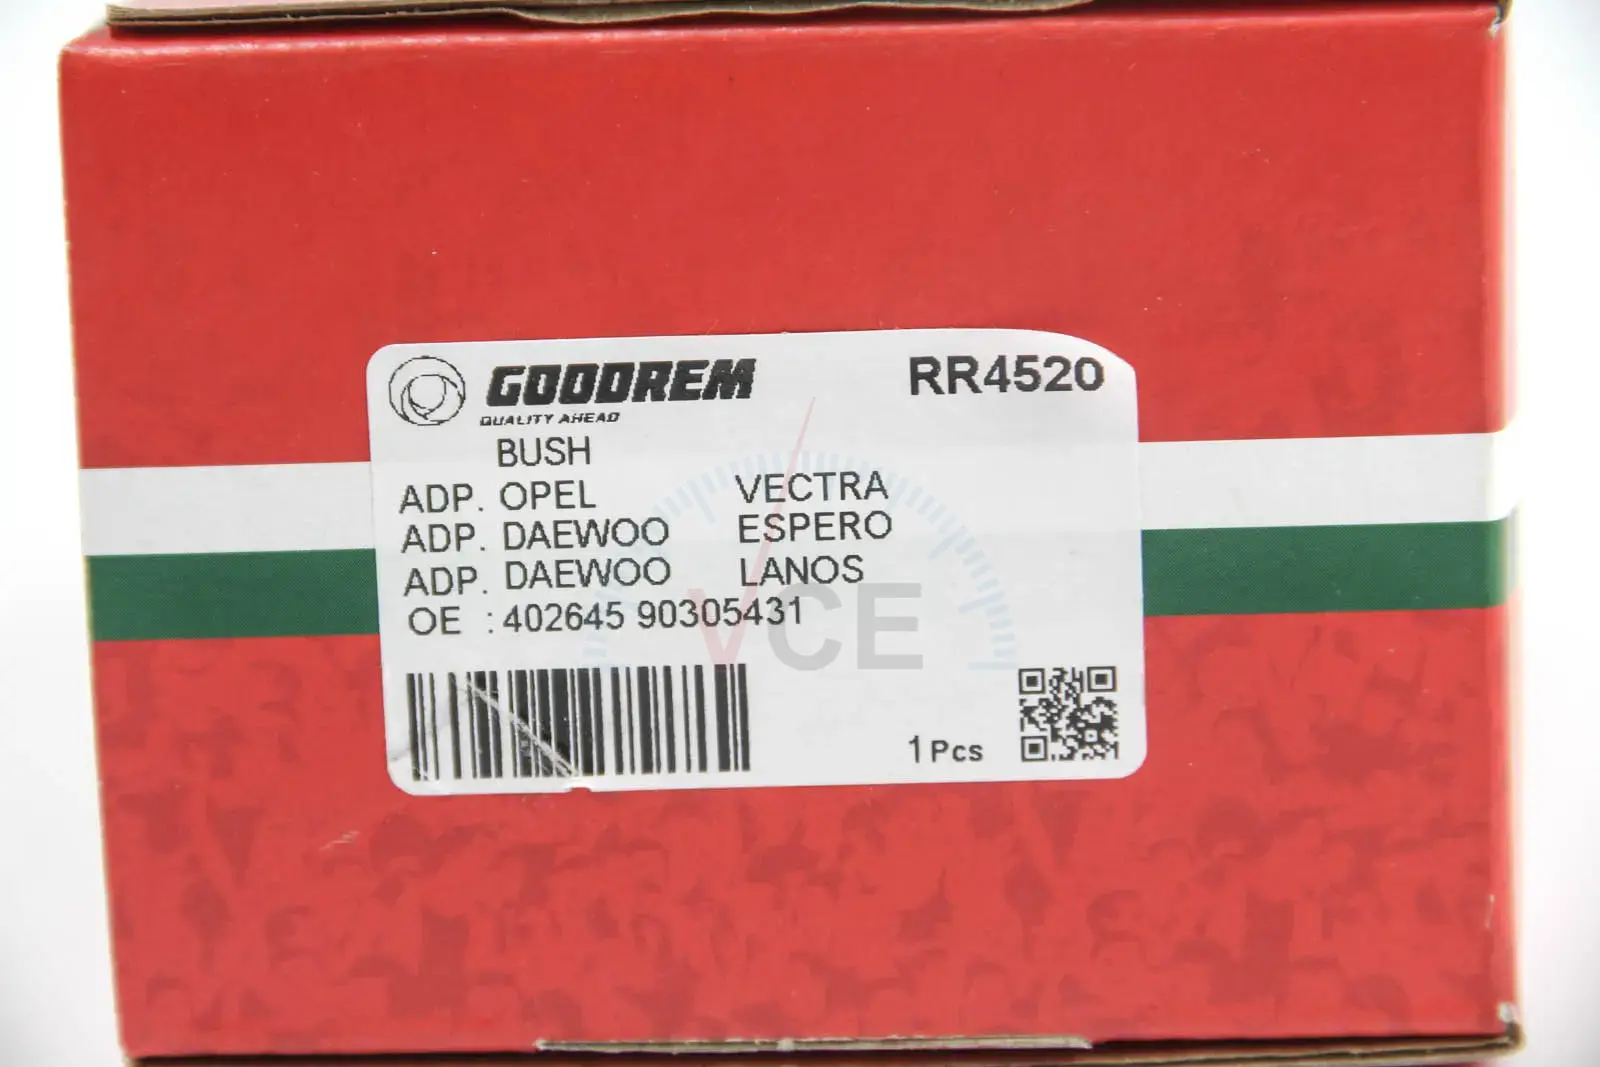 GOODREM RR4520
QUALITY AHEAD
BUSH
ADP. OPEL VECTRA
ADP. DAEWOO ESPERO
ADP. DAEWOO LANOS
OE : 402645 90305431
VCE
1 Pcs